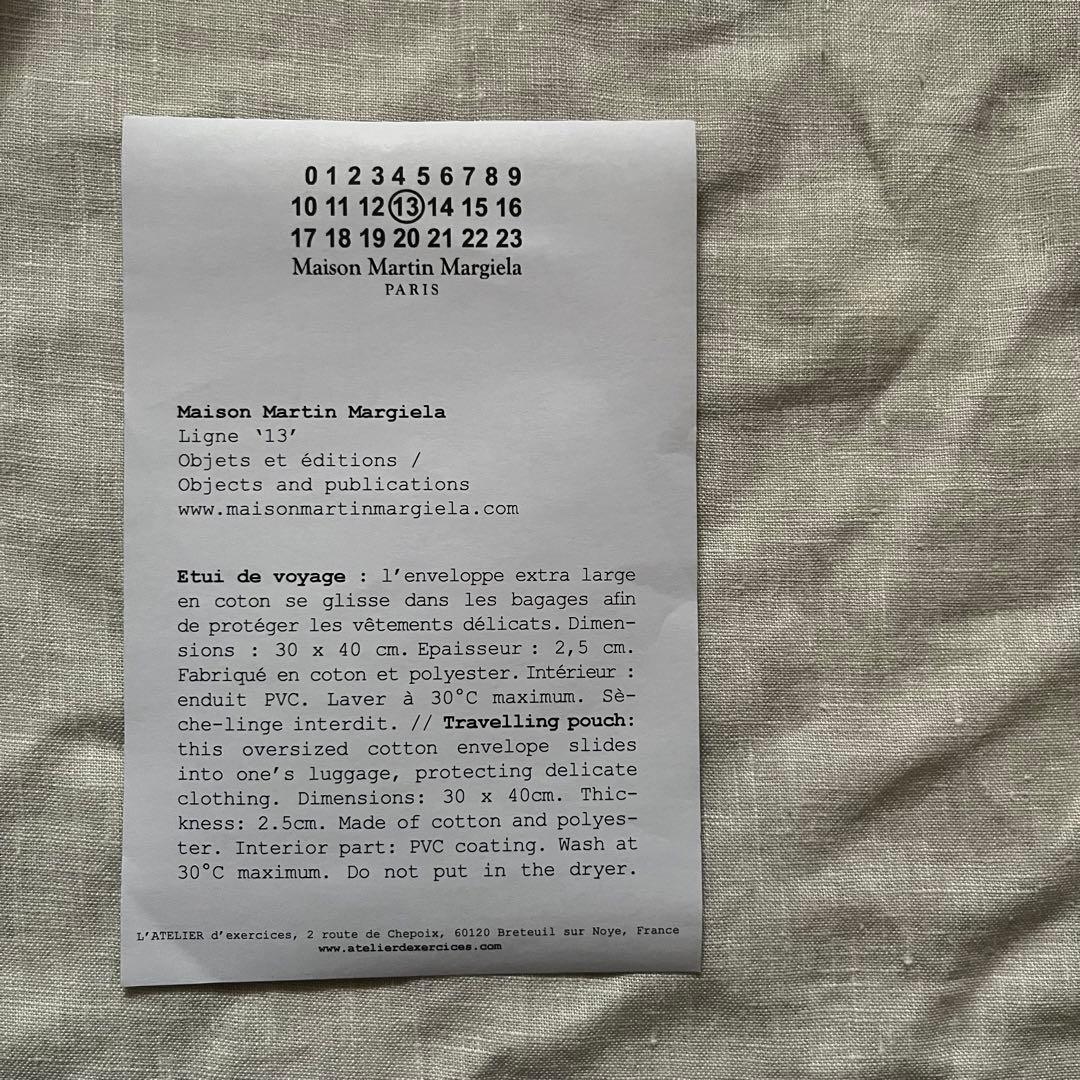 0 1 2 3 4 5 6 7 8 9
10 11 12 13 14 15 16
17 18 19 20 21 22 23
Maison Martin Margiela
PARIS
Maison Martin Margiela
Ligne ‘13’
Objets et éditions /
Objects and publications
www.maisonmartinmargiela.com
Etui de voyage : l’enveloppe extra large
en coton se glisse dans les bagages afin
de protéger les vêtements délicats. Dimen-
sions : 30 x 40 cm. Epaisseur : 2,5 cm.
Fabriqué en coton et polyester. Intérieur :
enduit PVC. Laver à 30°C maximum. Sè-
che-linge interdit. // Travelling pouch:
this oversized cotton envelope slides
into one’s luggage, protecting delicate
clothing. Dimensions: 30 x 40cm. Thic-
kness: 2.5cm. Made of cotton and polyes-
ter. Interior part: PVC coating. Wash at
30°C maximum. Do not put in the dryer.
L’ATELIER d’exercices, 2 route de Chepoix, 60120 Breteuil sur Noye, France
www.atelierdexercices.com